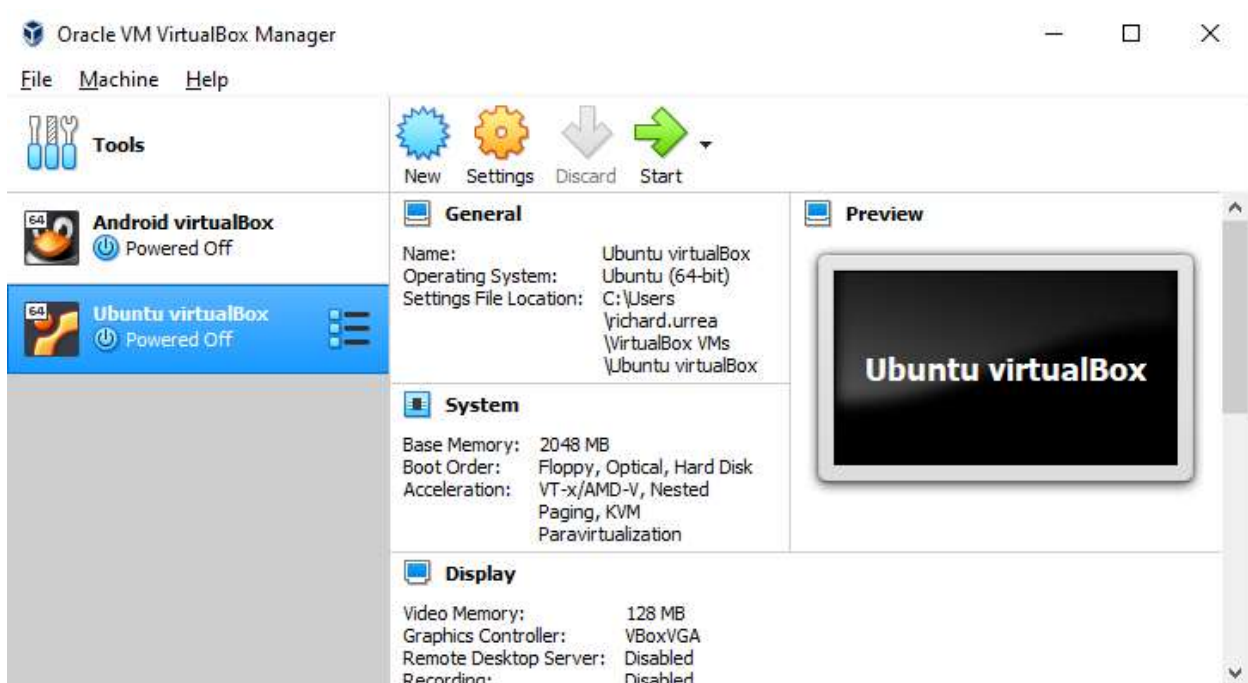 Oracle VM VirtualBox Manager
File Machine Help
Tools
New Settings Discard Start
64
Android virtualBox
Powered Off
64
Ubuntu virtualBox
Powered Off
General
Name: Ubuntu virtualBox
Operating System: Ubuntu (64-bit)
Settings File Location: C:\Users
\richard.urrea
\VirtualBox VMs
\Ubuntu virtualBox
System
Base Memory: 2048 MB
Boot Order: Floppy, Optical, Hard Disk
Acceleration: VT-x/AMD-V, Nested
Paging, KVM
Paravirtualization
Display
Video Memory: 128 MB
Graphics Controller: VBoxVGA
Remote Desktop Server: Disabled
Recording: Disabled
Preview
Ubuntu virtualBox